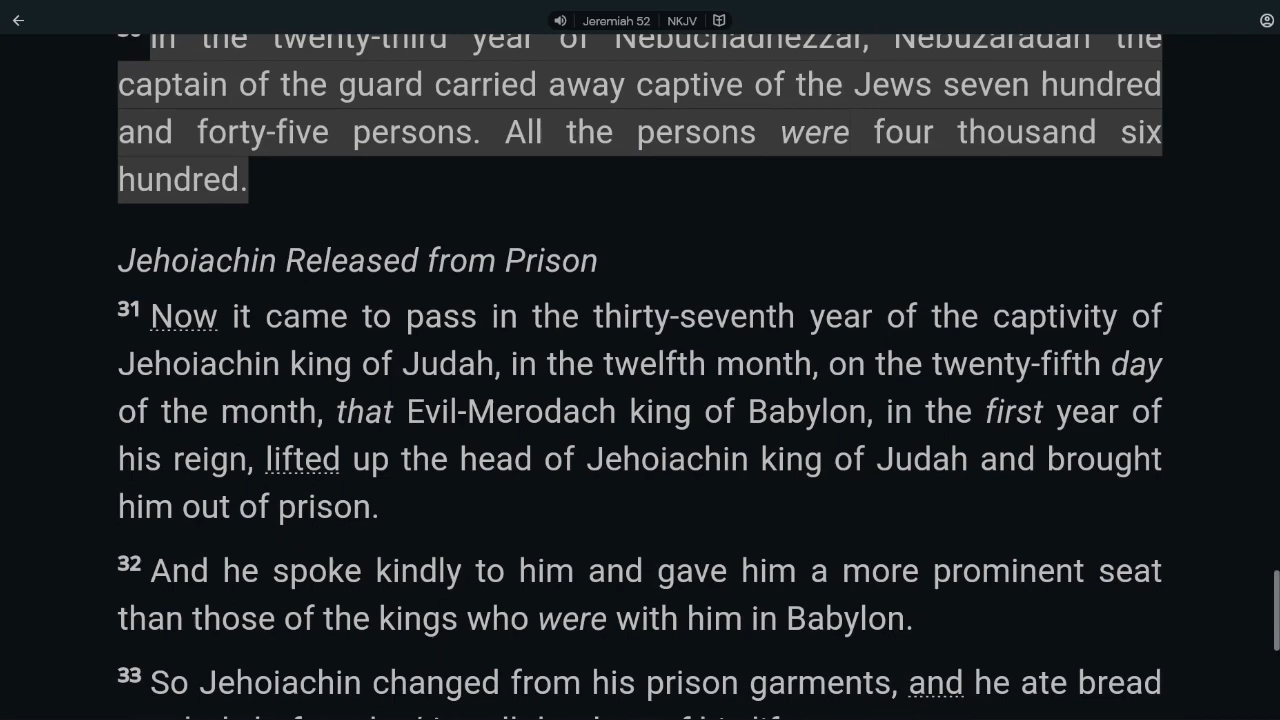 Jeremiah 52 NKJV
30 In the twenty-third year of Nebuchadnezzar, Nebuzaradan the
captain of the guard carried away captive of the Jews seven hundred
and forty-five persons. All the persons were four thousand six
hundred.
Jehoiachin Released from Prison
31 Now it came to pass in the thirty-seventh year of the captivity of
Jehoiachin king of Judah, in the twelfth month, on the twenty-fifth day
of the month, that Evil-Merodach king of Babylon, in the first year of
his reign, lifted up the head of Jehoiachin king of Judah and brought
him out of prison.
32 And he spoke kindly to him and gave him a more prominent seat
than those of the kings who were with him in Babylon.
33 So Jehoiachin changed from his prison garments, and he ate bread